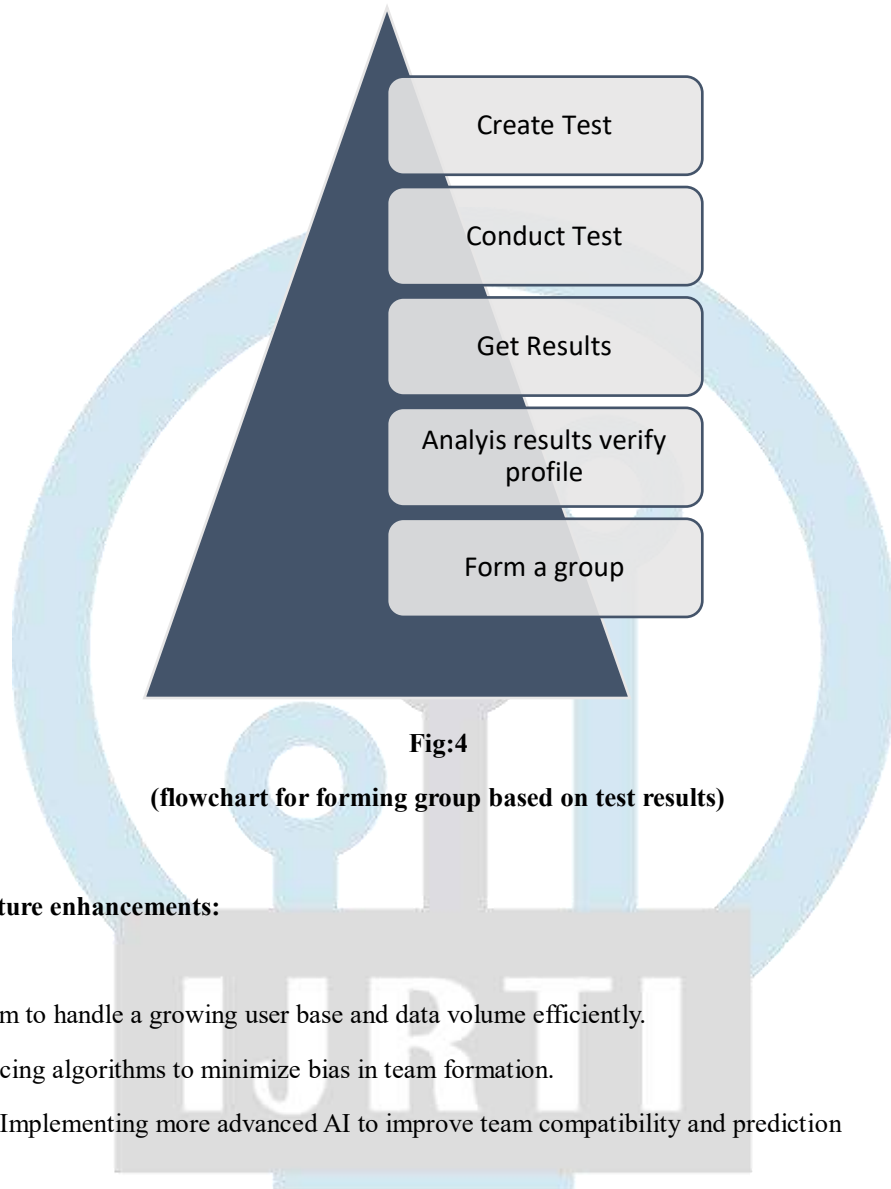 Create Test
Conduct Test
Get Results
Analyis results verify
profile
Form a group
Fig:4
(flowchart for forming group based on test results)
ture enhancements:
m to handle a growing user base and data volume efficiently.
cing algorithms to minimize bias in team formation.
Implementing more advanced AI to improve team compatibility and prediction
IJRTI